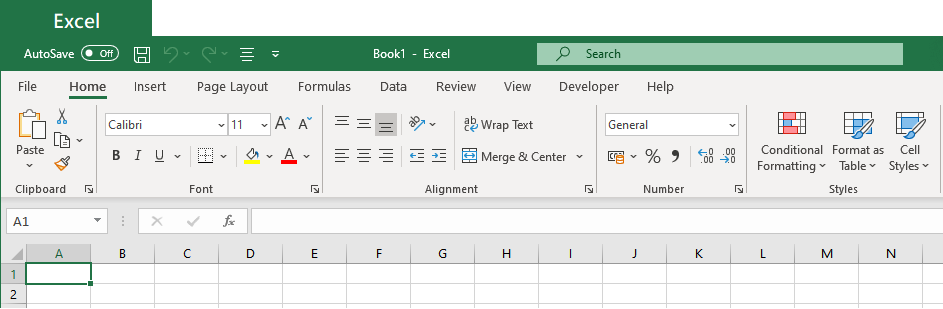 Excel
AutoSave Off Book1 - Excel Search
File Home Insert Page Layout Formulas Data Review View Developer Help
Calibri 11 A A ab Wrap Text General Conditional Format as Cell
Paste B I U A Merge & Center % , .00 .00 Formatting Table Styles
Clipboard Font Alignment Number Styles
A1 fx
A B C D E F G H I J K L M N
1
2